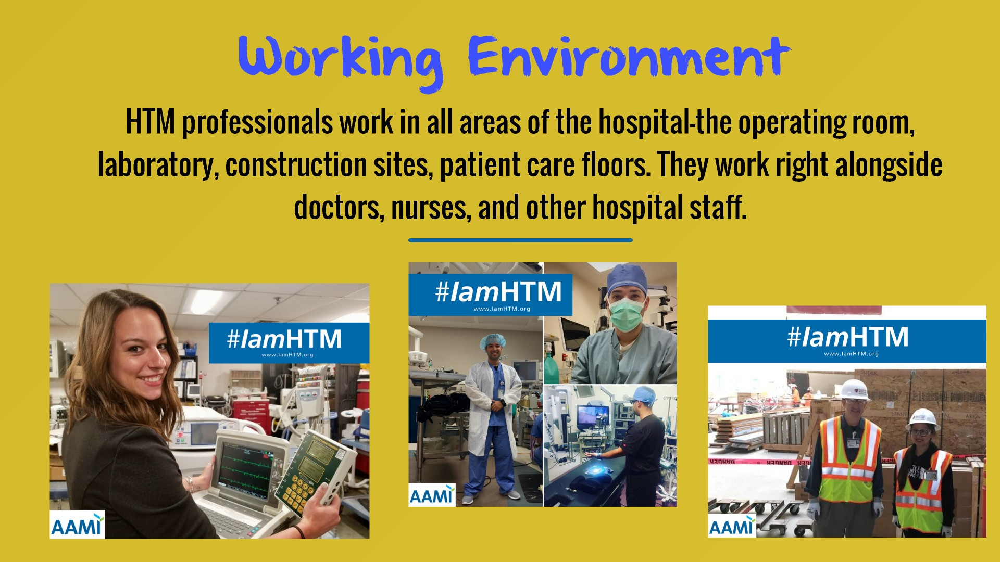 Working Environment
HTM professionals work in all areas of the hospital-the operating room,
laboratory, construction sites, patient care floors. They work right alongside
doctors, nurses, and other hospital staff.
#IamHTM
www.IamHTM.org
AAMI
#IamHTM
www.IamHTM.org
AAMI
#IamHTM
www.IamHTM.org
DANGER
AAMI